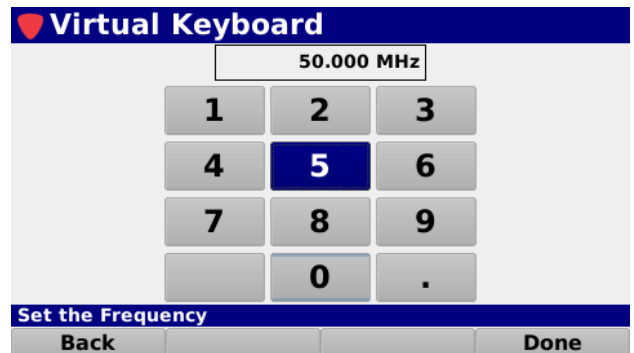 Virtual Keyboard
50.000 MHz
1 2 3
4 5 6
7 8 9
0 .
Set the Frequency
Back Done